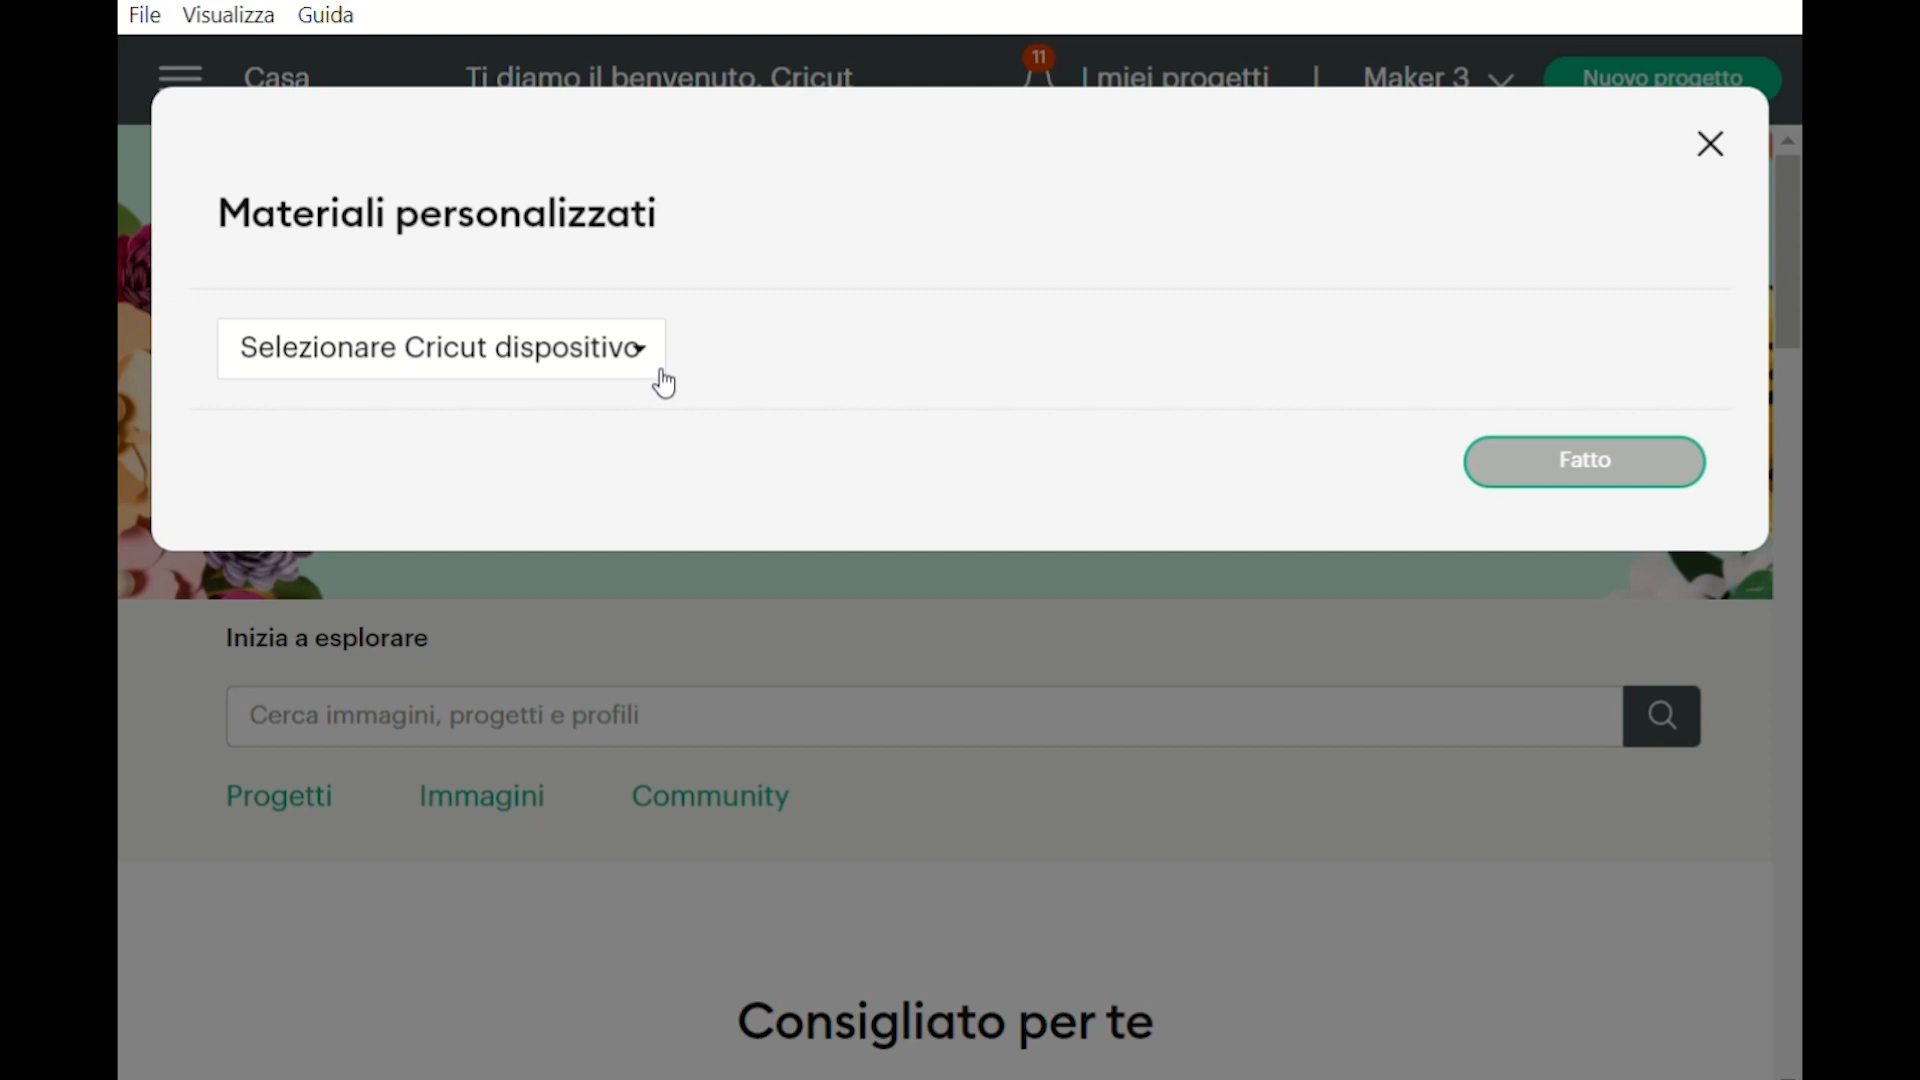 File Visualizza Guida
Casa Ti diamo il benvenuto, Cricut 11 I miei progetti | Maker 3 Nuovo progetto
Materiali personalizzati
Selezionare Cricut dispositivo
Fatto
Inizia a esplorare
Cerca immagini, progetti e profili
Progetti Immagini Community
Consigliato per te